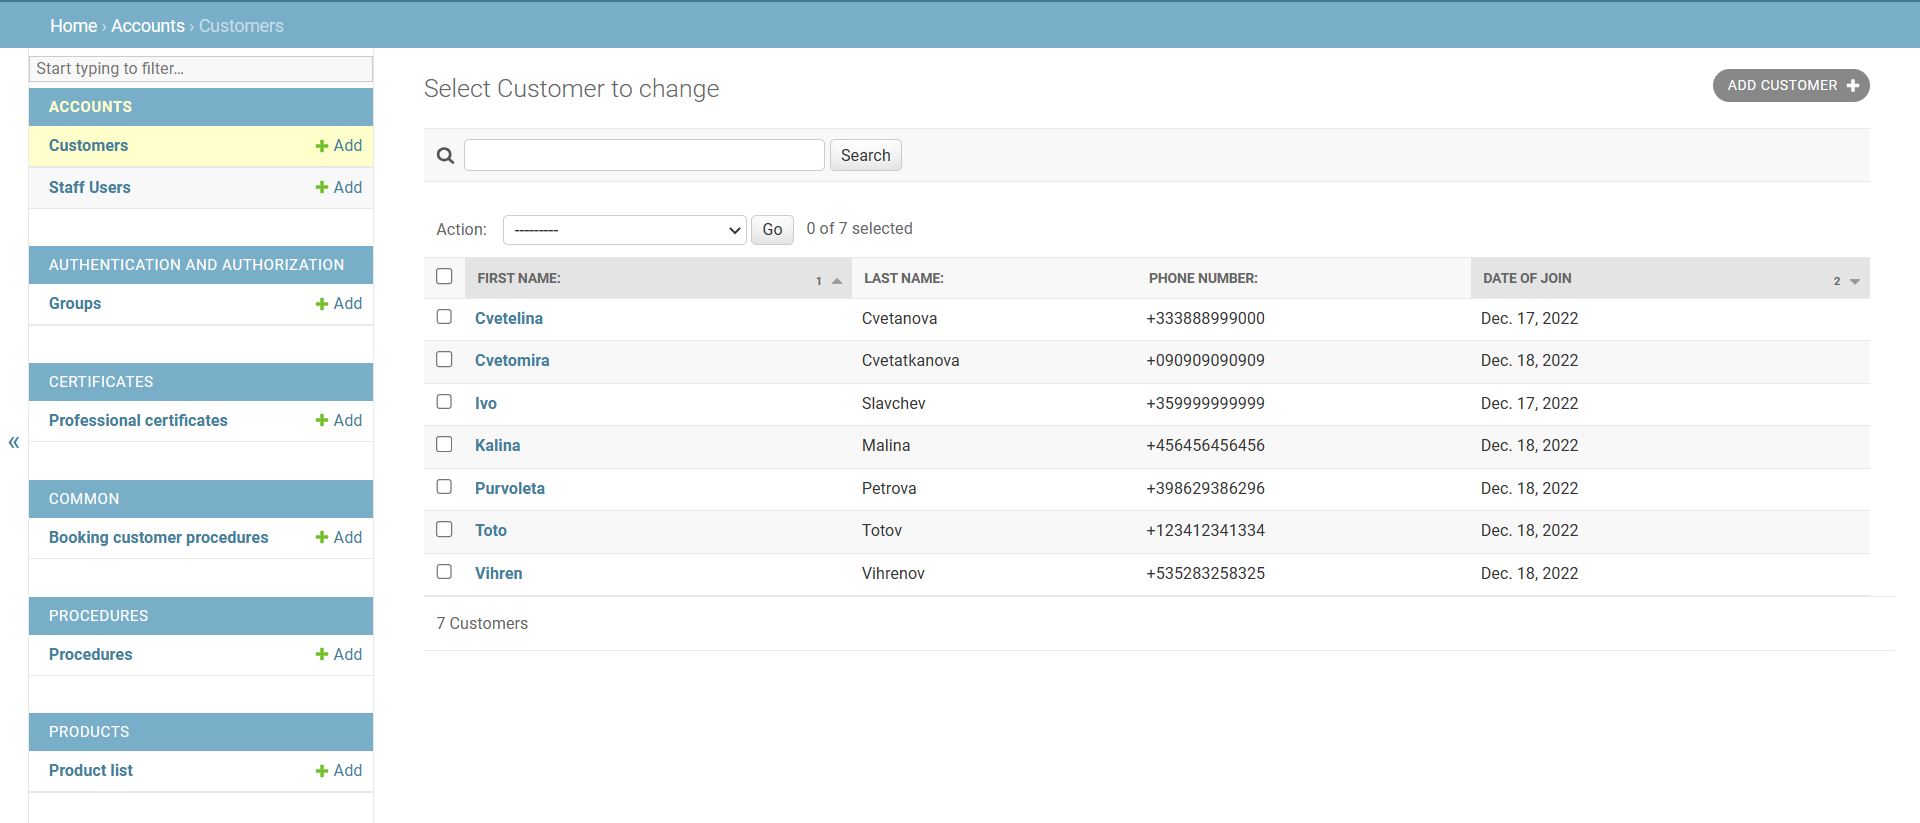 Home › Accounts › Customers
Start typing to filter...
ACCOUNTS
Customers + Add
Staff Users + Add
AUTHENTICATION AND AUTHORIZATION
Groups + Add
CERTIFICATES
Professional certificates + Add
«
COMMON
Booking customer procedures + Add
PROCEDURES
Procedures + Add
PRODUCTS
Product list + Add
Select Customer to change
ADD CUSTOMER +
Search
Action: --------- Go 0 of 7 selected
FIRST NAME: 1 LAST NAME: PHONE NUMBER: DATE OF JOIN 2
Cvetelina Cvetanova +333888999000 Dec. 17, 2022
Cvetomira Cvetatkanova +090909090909 Dec. 18, 2022
Ivo Slavchev +359999999999 Dec. 17, 2022
Kalina Malina +456456456456 Dec. 18, 2022
Purvoleta Petrova +398629386296 Dec. 18, 2022
Toto Totov +123412341334 Dec. 18, 2022
Vihren Vihrenov +535283258325 Dec. 18, 2022
7 Customers